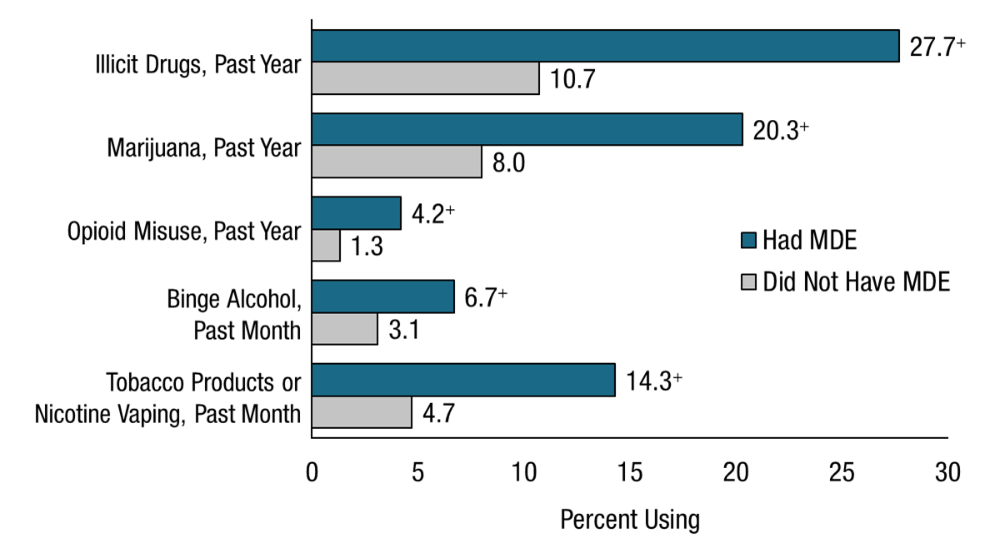 Illicit Drugs, Past Year
27.7+
10.7
Marijuana, Past Year
20.3+
8.0
Opioid Misuse, Past Year
4.2+
1.3
Binge Alcohol,
Past Month
6.7+
3.1
Tobacco Products or
Nicotine Vaping, Past Month
14.3+
4.7
Had MDE
Did Not Have MDE
0 5 10 15 20 25 30
Percent Using